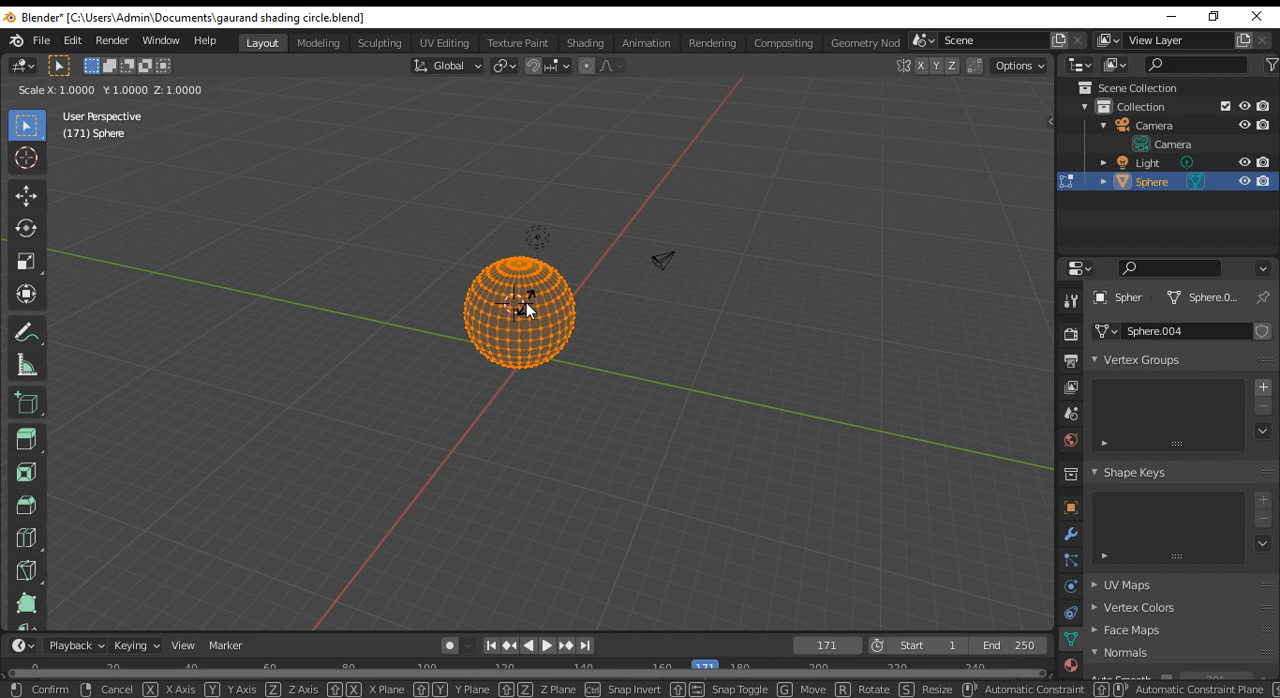 Blender* [C:\Users\Admin\Documents\gaurand shading circle.blend]
File Edit Render Window Help Layout Modeling Sculpting UV Editing Texture Paint Shading Animation Rendering Compositing Geometry Nod Scene View Layer
Global X Y Z Options
Scale X: 1.0000 Y: 1.0000 Z: 1.0000
User Perspective
(171) Sphere
Scene Collection
Collection
Camera
Camera
Light
Sphere
Spher Sphere.0...
Sphere.004
Vertex Groups
Shape Keys
UV Maps
Vertex Colors
Face Maps
Normals
Auto Smooth
Playback Keying View Marker 171 Start 1 End 250
0 20 40 60 80 100 120 140 160 171 180 200 220 240
Confirm Cancel X X Axis Y Y Axis Z Z Axis X X Plane Y Y Plane Z Z Plane Ctrl Snap Invert Snap Toggle G Move R Rotate S Resize Automatic Constraint Automatic Constraint Plane